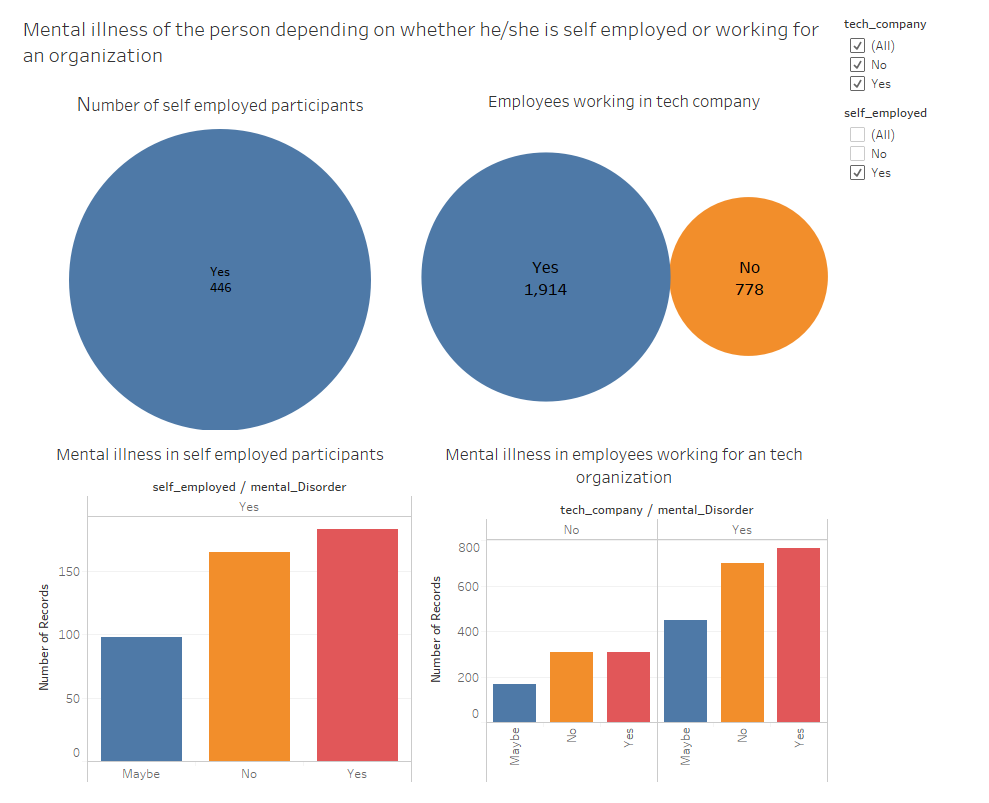 Mental illness of the person depending on whether he/she is self employed or working for
an organization
tech_company
(All)
No
Yes
self_employed
(All)
No
Yes
Number of self employed participants
Yes
446
Employees working in tech company
Yes
1,914
No
778
Mental illness in self employed participants
self_employed / mental_Disorder
Yes
Number of Records
150
100
50
0
Maybe
No
Yes
Mental illness in employees working for an tech
organization
tech_company / mental_Disorder
No
Yes
Number of Records
800
600
400
200
0
Maybe
No
Yes
Maybe
No
Yes